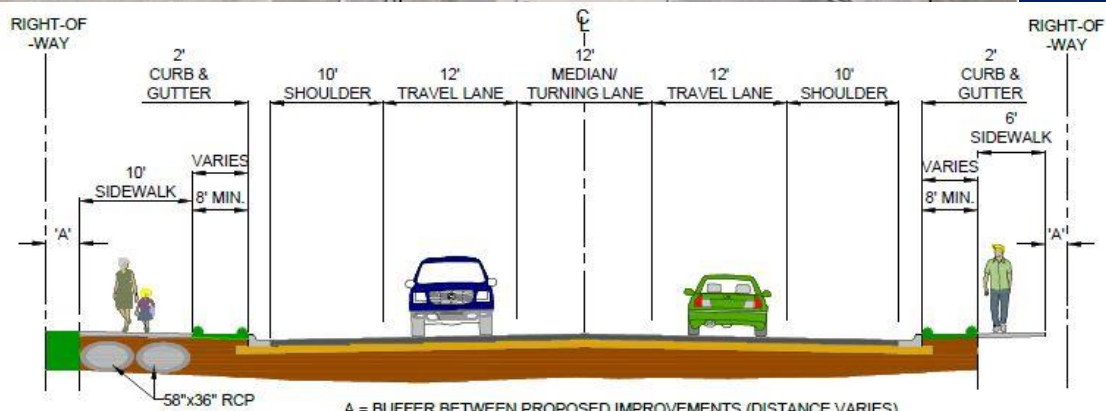 RIGHT-OF
-WAY
2'
CURB &
GUTTER
10'
SHOULDER
12'
TRAVEL LANE
℄
12'
MEDIAN/
TURNING LANE
12'
TRAVEL LANE
10'
SHOULDER
2'
CURB &
GUTTER
RIGHT-OF
-WAY
6'
SIDEWALK
VARIES
8' MIN.
10'
SIDEWALK
'A'
VARIES
8' MIN.
'A'
58"x36" RCP
A = BUFFER BETWEEN PROPOSED IMPROVEMENTS (DISTANCE VARIES)